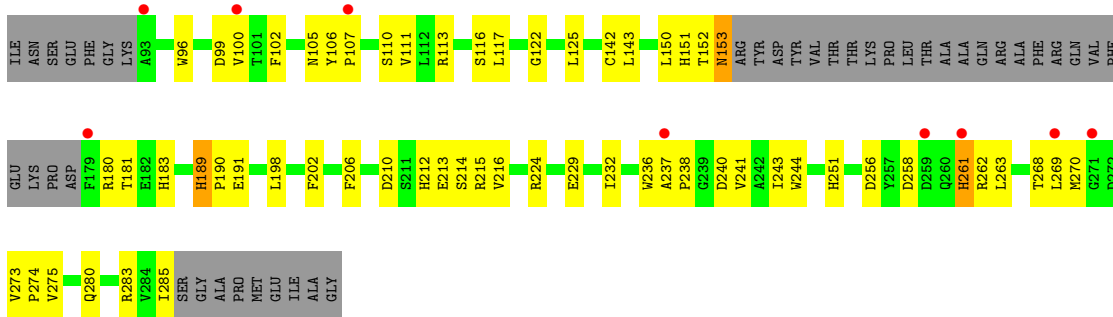 ILE ASN SER GLU PHE GLY LYS A93 W96 D99 V100 T101 F102 N105 Y106 P107 S110 V111 L112 R113 S116 L117 G122 L125 C142 L143 L150 H151 T152 N153 ARG TYR ASP TYR VAL THR THR LYS PRO LEU THR ALA ALA GLN ARG ALA PHE ARG GLN VAL PHE
GLU LYS PRO ASP F179 R180 T181 E182 H183 H189 P190 E191 L198 F202 F206 D210 S211 H212 E213 S214 R215 V216 R224 E229 I232 W236 A237 P238 G239 D240 V241 A242 I243 W244 H251 D256 Y257 D258 D259 Q260 H261 R262 L263 T268 L269 M270 G271 D272
V273 P274 V275 Q280 R283 V284 I285 SER GLY ALA PRO MET GLU ILE ALA GLY